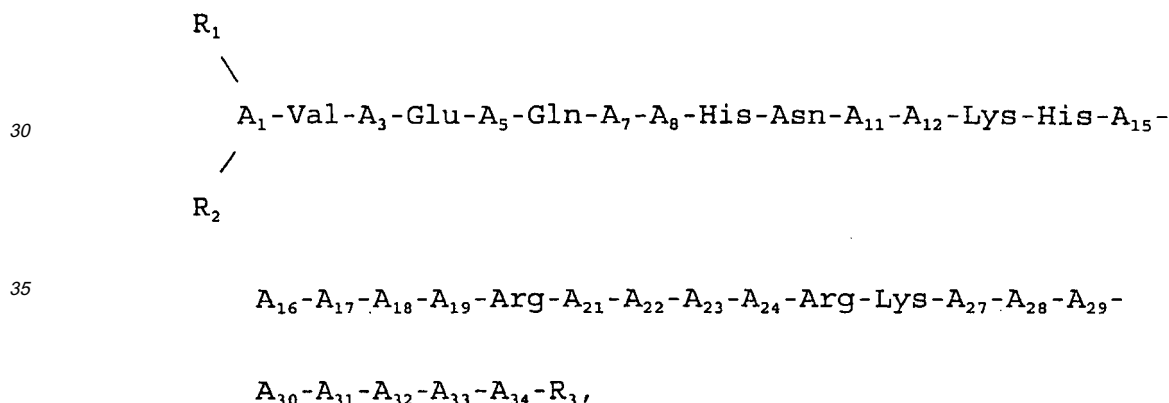 R₁
30 A₁-Val-A₃-Glu-A₅-Gln-A₇-A₈-His-Asn-A₁₁-A₁₂-Lys-His-A₁₅-
R₂
35 A₁₆-A₁₇-A₁₈-A₁₉-Arg-A₂₁-A₂₂-A₂₃-A₂₄-Arg-Lys-A₂₇-A₂₈-A₂₉-
A₃₀-A₃₁-A₃₂-A₃₃-A₃₄-R₃,